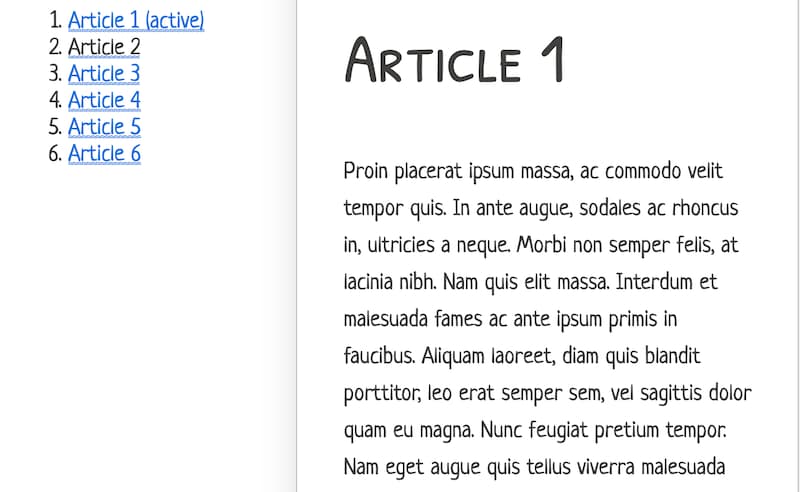 1. Article 1 (active)
2. Article 2
3. Article 3
4. Article 4
5. Article 5
6. Article 6
Article 1
Proin placerat ipsum massa, ac commodo velit
tempor quis. In ante augue, sodales ac rhoncus
in, ultricies a neque. Morbi non semper felis, at
lacinia nibh. Nam quis elit massa. Interdum et
malesuada fames ac ante ipsum primis in
faucibus. Aliquam laoreet, diam quis blandit
porttitor, leo erat semper sem, vel sagittis dolor
quam eu magna. Nunc feugiat pretium tempor.
Nam eget augue quis tellus viverra malesuada